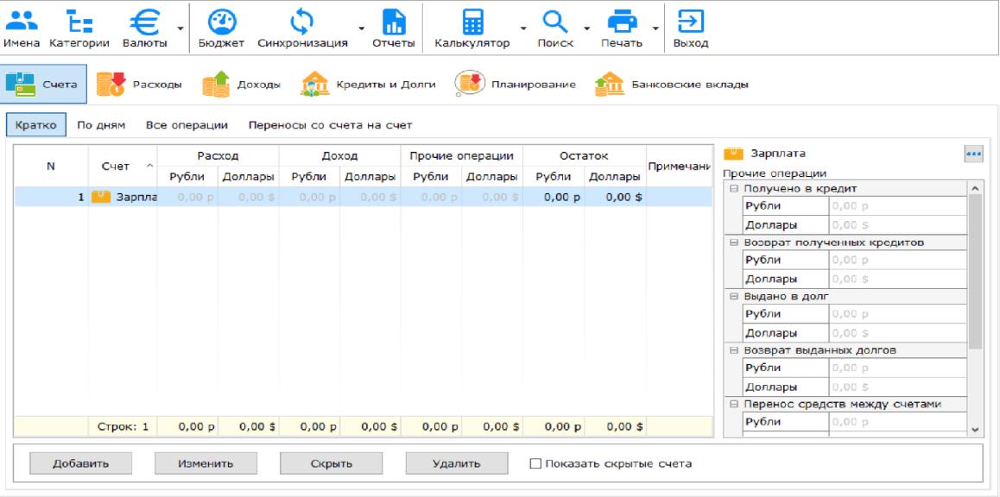 Имена Категории Валюты Бюджет Синхронизация Отчеты Калькулятор Поиск Печать Выход
Счета Расходы Доходы Кредиты и Долги Планирование Банковские вклады
Кратко По дням Все операции Переносы со счета на счет
N Счет Расход Доход Прочие операции Остаток Примечани
Рубли Доллары Рубли Доллары Рубли Доллары Рубли Доллары
1 Зарпла 0,00 р 0,00 $ 0,00 р 0,00 $ 0,00 р 0,00 $ 0,00 р 0,00 $
Строк: 1 0,00 р 0,00 $ 0,00 р 0,00 $ 0,00 р 0,00 $ 0,00 р 0,00 $
Зарплата
Прочие операции
Получено в кредит
Рубли 0,00 р
Доллары 0,00 $
Возврат полученных кредитов
Рубли 0,00 р
Доллары 0,00 $
Выдано в долг
Рубли 0,00 р
Доллары 0,00 $
Возврат выданных долгов
Рубли 0,00 р
Доллары 0,00 $
Перенос средств между счетами
Рубли 0,00 р
Добавить Изменить Скрыть Удалить Показать скрытые счета